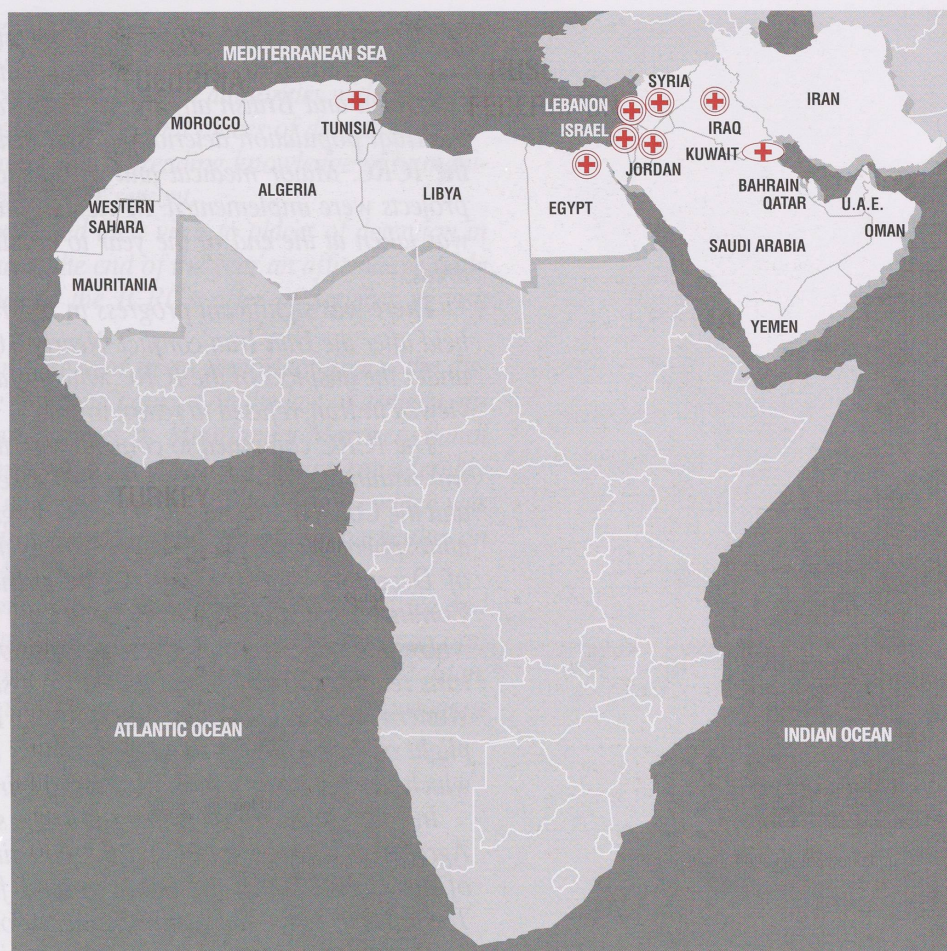 MEDITERRANEAN SEA
SYRIA
LEBANON
IRAN
MOROCCO
TUNISIA
ISRAEL
IRAQ
KUWAIT
JORDAN
ALGERIA
LIBYA
EGYPT
BAHRAIN
QATAR
U.A.E.
WESTERN
SAHARA
OMAN
SAUDI ARABIA
MAURITANIA
YEMEN
TURKEY
ATLANTIC OCEAN
INDIAN OCEAN